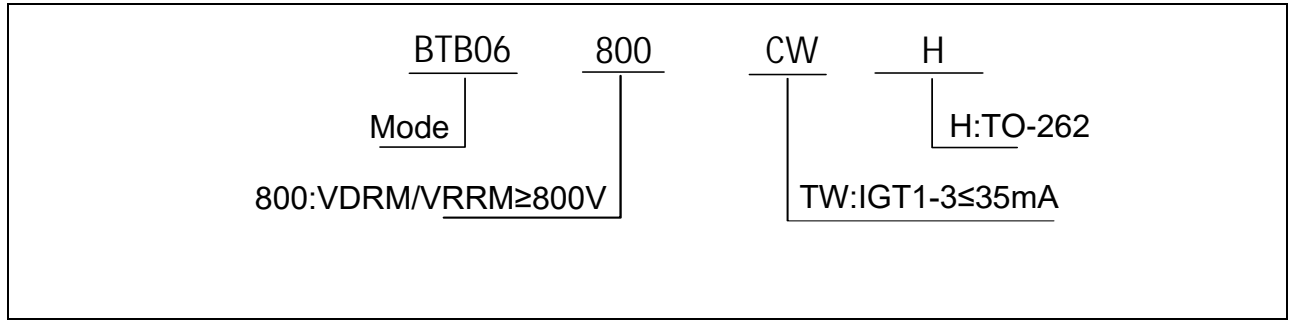 BTB06 800 CW H
Mode H:TO-262
800:VDRM/VRRM≥800V TW:IGT1-3≤35mA